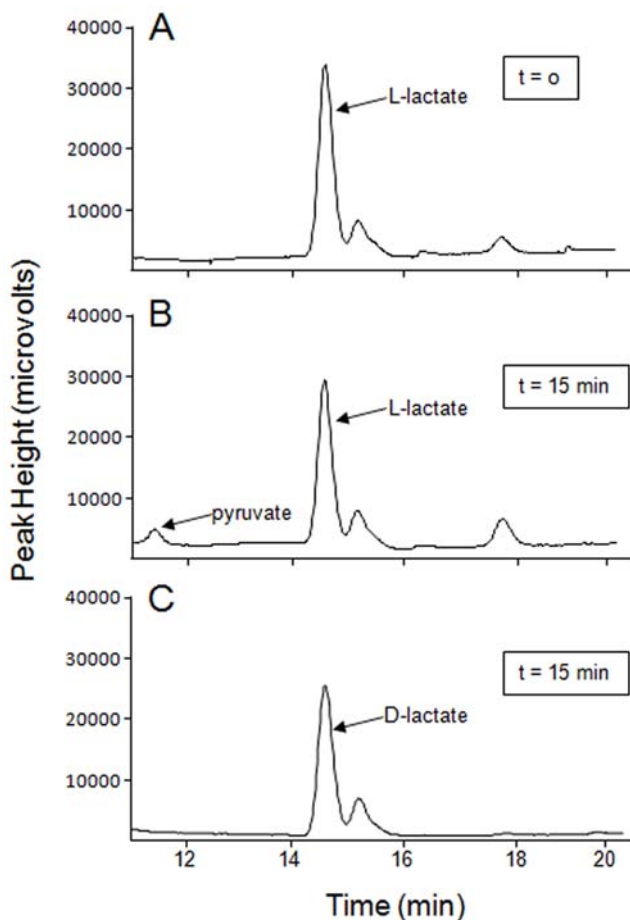 A
t = o
40000
30000
20000
10000
L-lactate
B
t = 15 min
40000
30000
20000
10000
L-lactate
pyruvate
C
t = 15 min
40000
30000
20000
10000
D-lactate
12
14
16
18
20
Time (min)
Peak Height (microvolts)